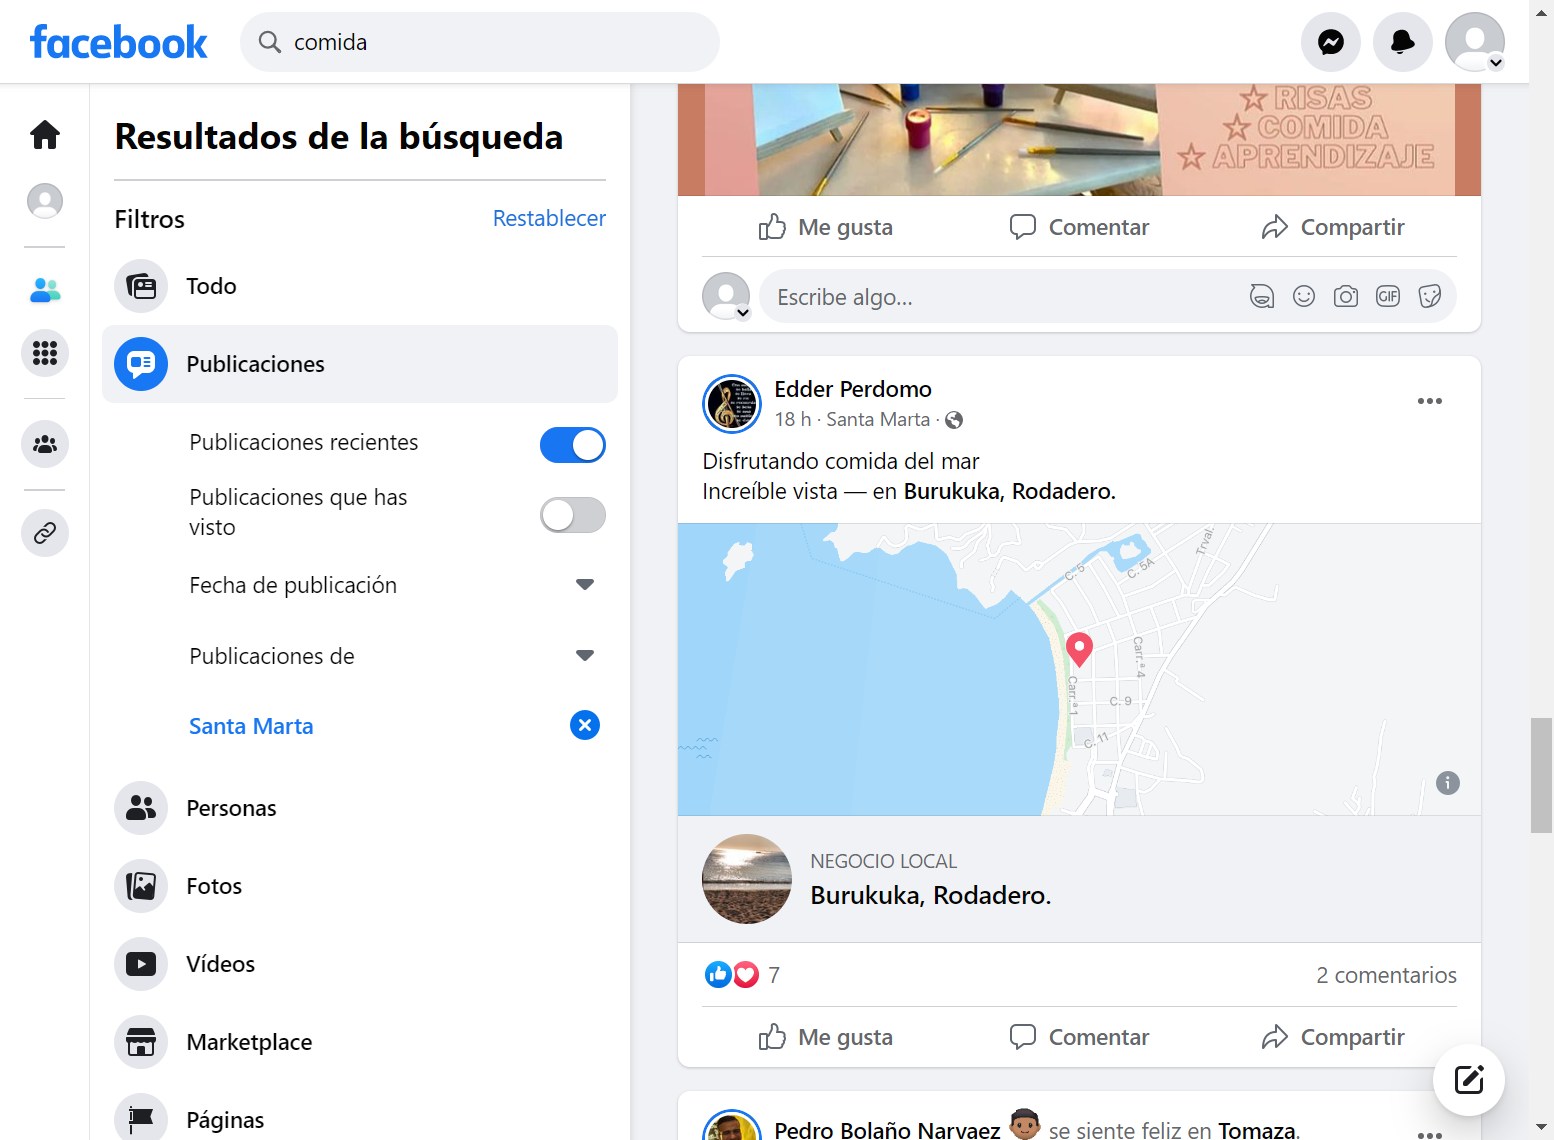 facebook
comida
Resultados de la búsqueda
Filtros
Restablecer
Todo
Publicaciones
Publicaciones recientes
Publicaciones que has
visto
Fecha de publicación
Publicaciones de
Santa Marta
Personas
Fotos
Vídeos
Marketplace
Páginas
RISAS
COMIDA
APRENDIZAJE
Me gusta
Comentar
Compartir
Escribe algo...
GIF
Edder Perdomo
18 h · Santa Marta ·
Disfrutando comida del mar
Increíble vista — en Burukuka, Rodadero.
Trval.
C. 5
C. 5A
Carr.ª 4
Carr.ª 1
C. 9
C. 11
NEGOCIO LOCAL
Burukuka, Rodadero.
7
2 comentarios
Me gusta
Comentar
Compartir
Pedro Bolaño Narvaez se siente feliz en Tomaza.